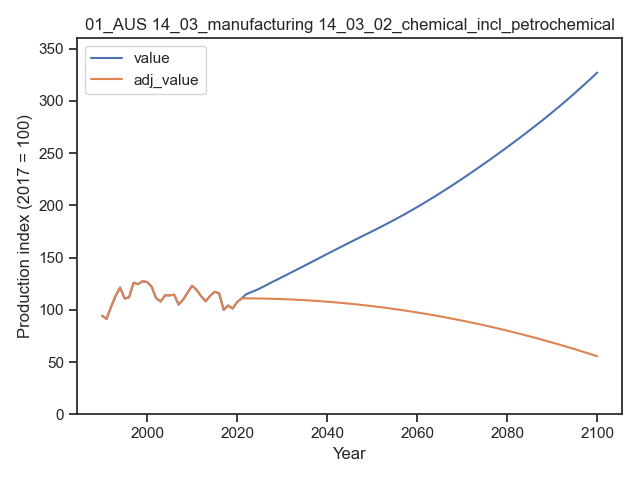 01_AUS 14_03_manufacturing 14_03_02_chemical_incl_petrochemical
value
adj_value
Production index (2017 = 100)
350
300
250
200
150
100
50
0
2000 2020 2040 2060 2080 2100
Year